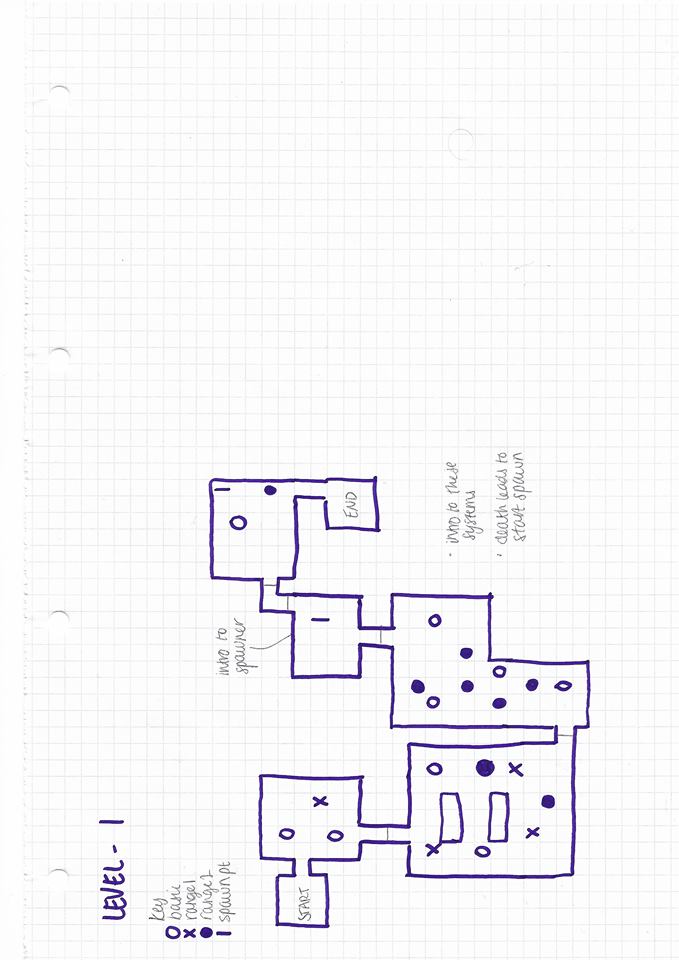 LEVEL - 1
Key
basic
range1
range2
spawn pt
intro to
spawner
START
END
· intro to these
systems
· death leads to
start spawn